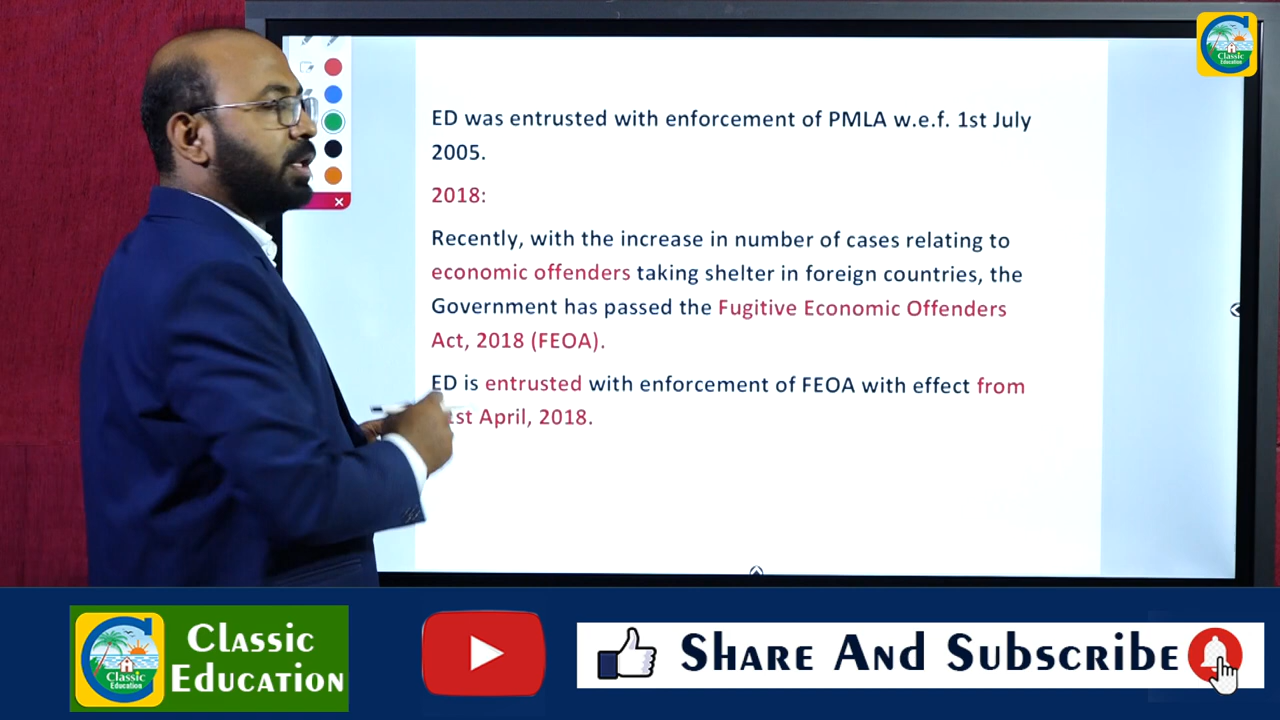 Classic
Education
ED was entrusted with enforcement of PMLA w.e.f. 1st July
2005.
2018:
Recently, with the increase in number of cases relating to
economic offenders taking shelter in foreign countries, the
Government has passed the Fugitive Economic Offenders
Act, 2018 (FEOA).
ED is entrusted with enforcement of FEOA with effect from
1st April, 2018.
Classic
Education
Classic
Education
Share And Subscribe